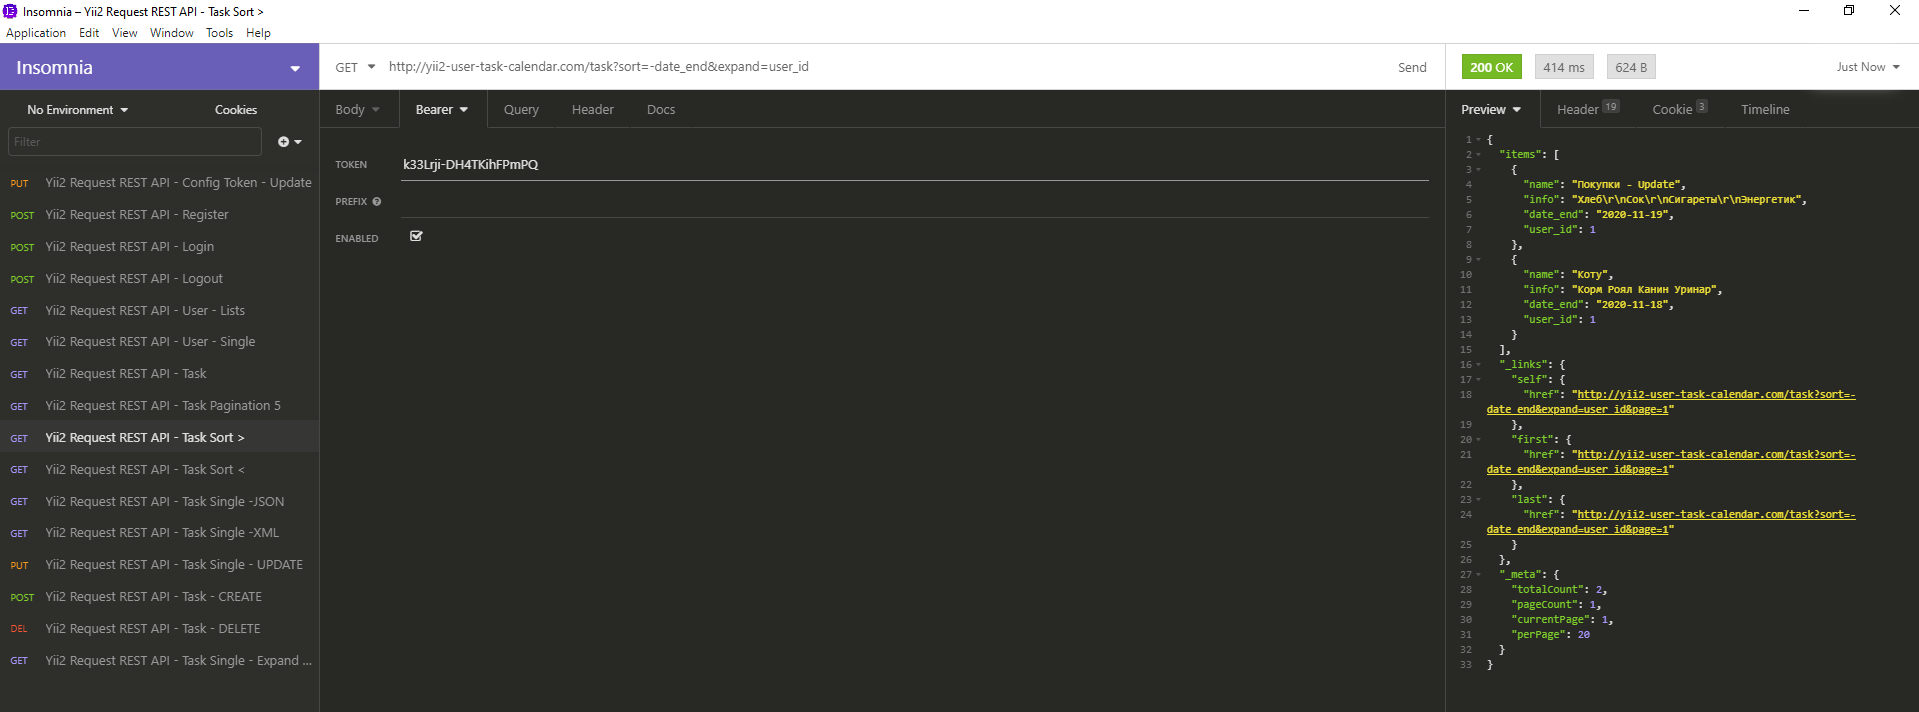 Insomnia – Yii2 Request REST API - Task Sort >
Application Edit View Window Tools Help
Insomnia
GET http://yii2-user-task-calendar.com/task?sort=-date_end&expand=user_id Send
200 OK 414 ms 624 B Just Now
No Environment Cookies
Filter
PUT Yii2 Request REST API - Config Token - Update
POST Yii2 Request REST API - Register
POST Yii2 Request REST API - Login
POST Yii2 Request REST API - Logout
GET Yii2 Request REST API - User - Lists
GET Yii2 Request REST API - User - Single
GET Yii2 Request REST API - Task
GET Yii2 Request REST API - Task Pagination 5
GET Yii2 Request REST API - Task Sort >
GET Yii2 Request REST API - Task Sort <
GET Yii2 Request REST API - Task Single -JSON
GET Yii2 Request REST API - Task Single -XML
PUT Yii2 Request REST API - Task Single - UPDATE
POST Yii2 Request REST API - Task - CREATE
DEL Yii2 Request REST API - Task - DELETE
GET Yii2 Request REST API - Task Single - Expand ...
Body Bearer Query Header Docs
TOKEN k33Lrji-DH4TKihFPmPQ
PREFIX
ENABLED
Preview Header 19 Cookie 3 Timeline
1 {
2 "items": [
3 {
4 "name": "Покупки - Update",
5 "info": "Хлеб\r\nСок\r\nСигареты\r\nЭнергетик",
6 "date_end": "2020-11-19",
7 "user_id": 1
8 },
9 {
10 "name": "Коту",
11 "info": "Корм Роял Канин Уринар",
12 "date_end": "2020-11-18",
13 "user_id": 1
14 }
15 ],
16 "_links": {
17 "self": {
18 "href": "http://yii2-user-task-calendar.com/task?sort=-
date_end&expand=user_id&page=1"
19 },
20 "first": {
21 "href": "http://yii2-user-task-calendar.com/task?sort=-
date_end&expand=user_id&page=1"
22 },
23 "last": {
24 "href": "http://yii2-user-task-calendar.com/task?sort=-
date_end&expand=user_id&page=1"
25 }
26 },
27 "_meta": {
28 "totalCount": 2,
29 "pageCount": 1,
30 "currentPage": 1,
31 "perPage": 20
32 }
33 }